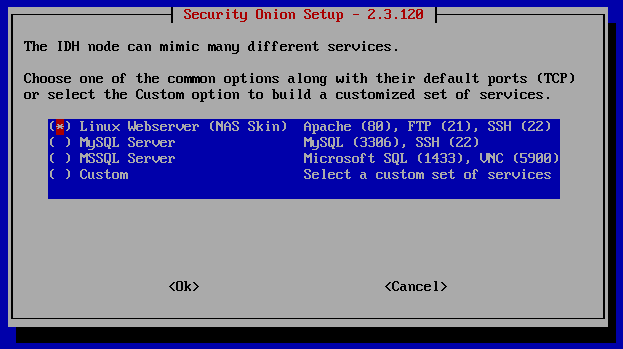 Security Onion Setup - 2.3.120
The IDH node can mimic many different services.
Choose one of the common options along with their default ports (TCP)
or select the Custom option to build a customized set of services.
(*) Linux Webserver (NAS Skin)  Apache (80), FTP (21), SSH (22)
( ) MySQL Server                MySQL (3306), SSH (22)
( ) MSSQL Server                Microsoft SQL (1433), VNC (5900)
( ) Custom                      Select a custom set of services
<Ok>                       <Cancel>